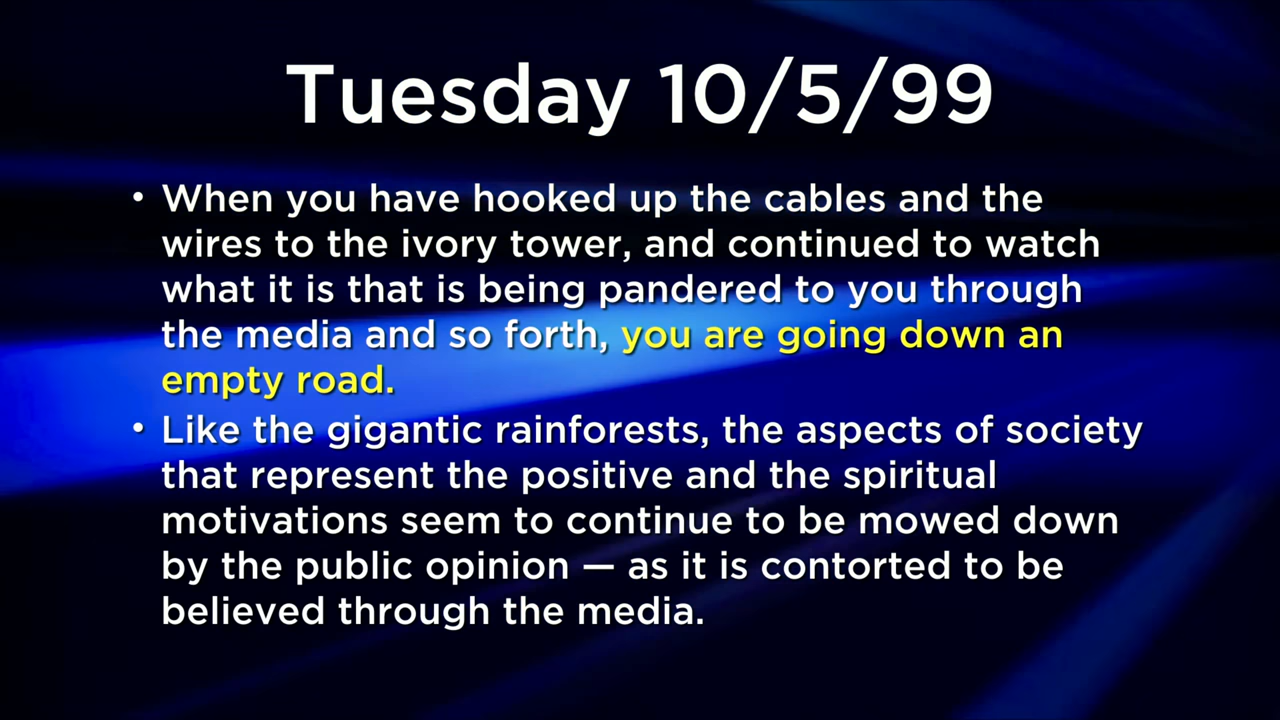 Tuesday 10/5/99
• When you have hooked up the cables and the
wires to the ivory tower, and continued to watch
what it is that is being pandered to you through
the media and so forth, you are going down an
empty road.
• Like the gigantic rainforests, the aspects of society
that represent the positive and the spiritual
motivations seem to continue to be mowed down
by the public opinion — as it is contorted to be
believed through the media.